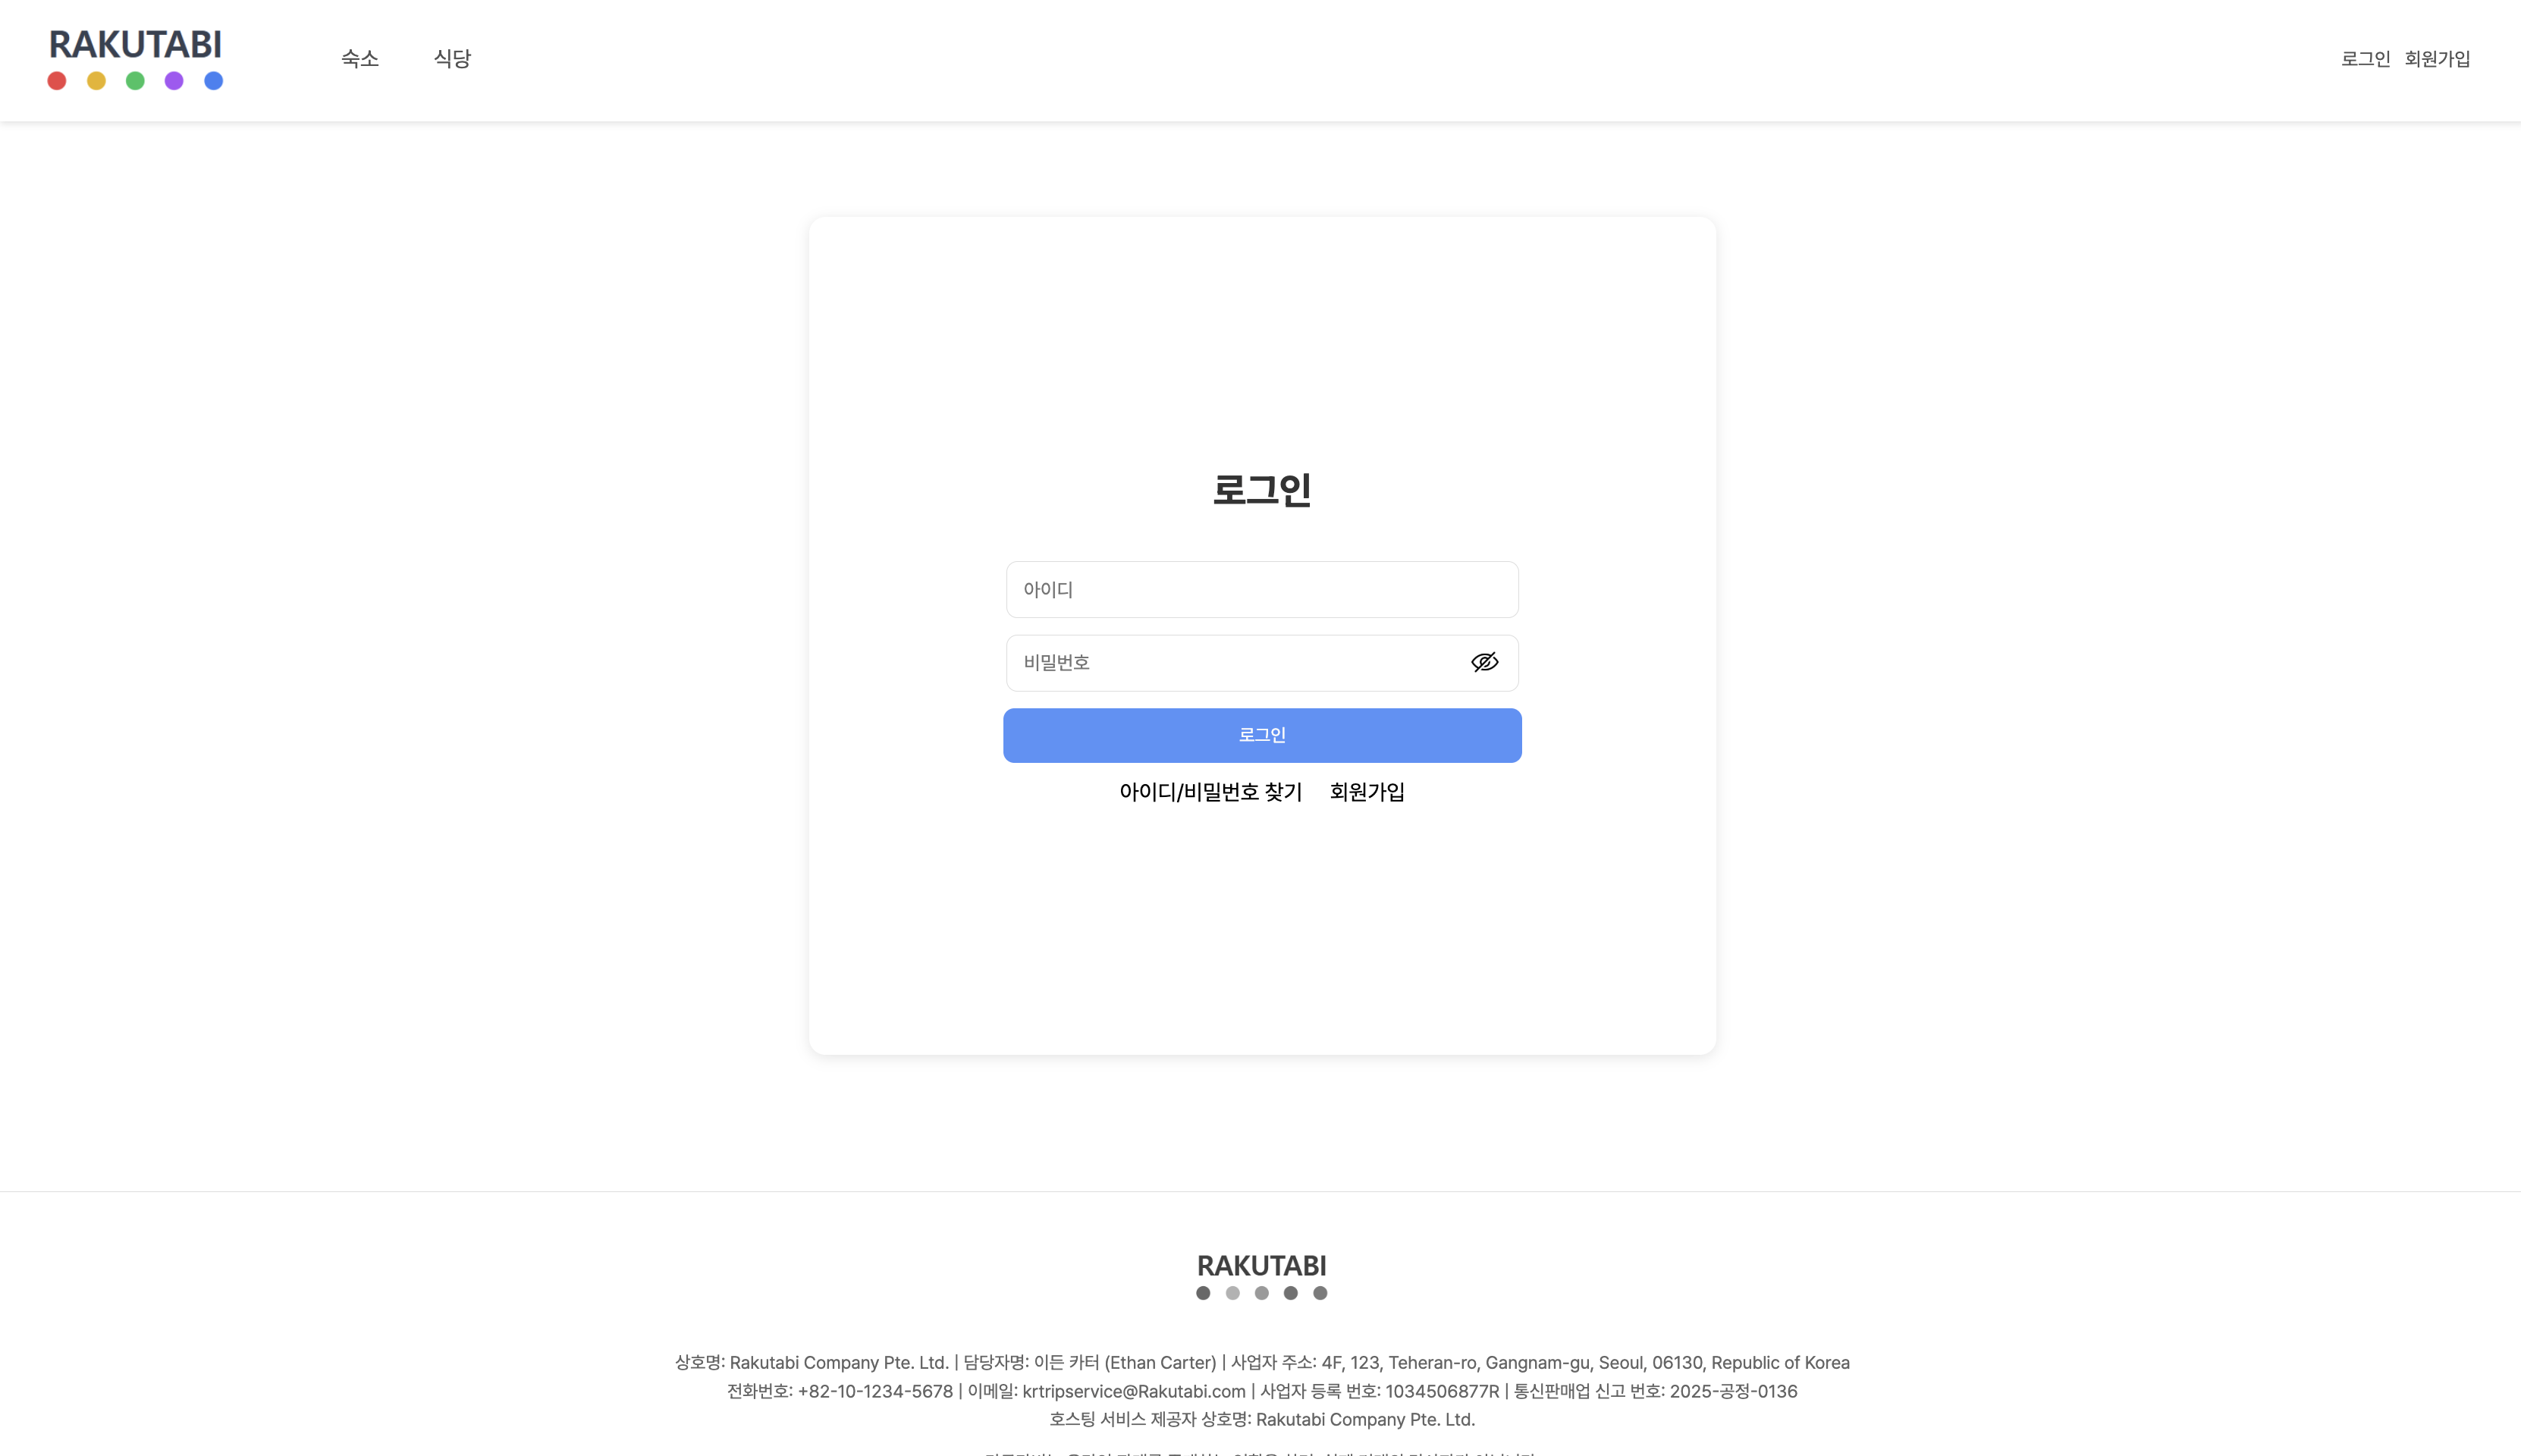 RAKUTABI
숙소 식당
로그인 회원가입
로그인
아이디
비밀번호
로그인
아이디/비밀번호 찾기 회원가입
RAKUTABI
상호명: Rakutabi Company Pte. Ltd. | 담당자명: 이든 카터 (Ethan Carter) | 사업자 주소: 4F, 123, Teheran-ro, Gangnam-gu, Seoul, 06130, Republic of Korea
전화번호: +82-10-1234-5678 | 이메일: krtripservice@Rakutabi.com | 사업자 등록 번호: 1034506877R | 통신판매업 신고 번호: 2025-공정-0136
호스팅 서비스 제공자 상호명: Rakutabi Company Pte. Ltd.